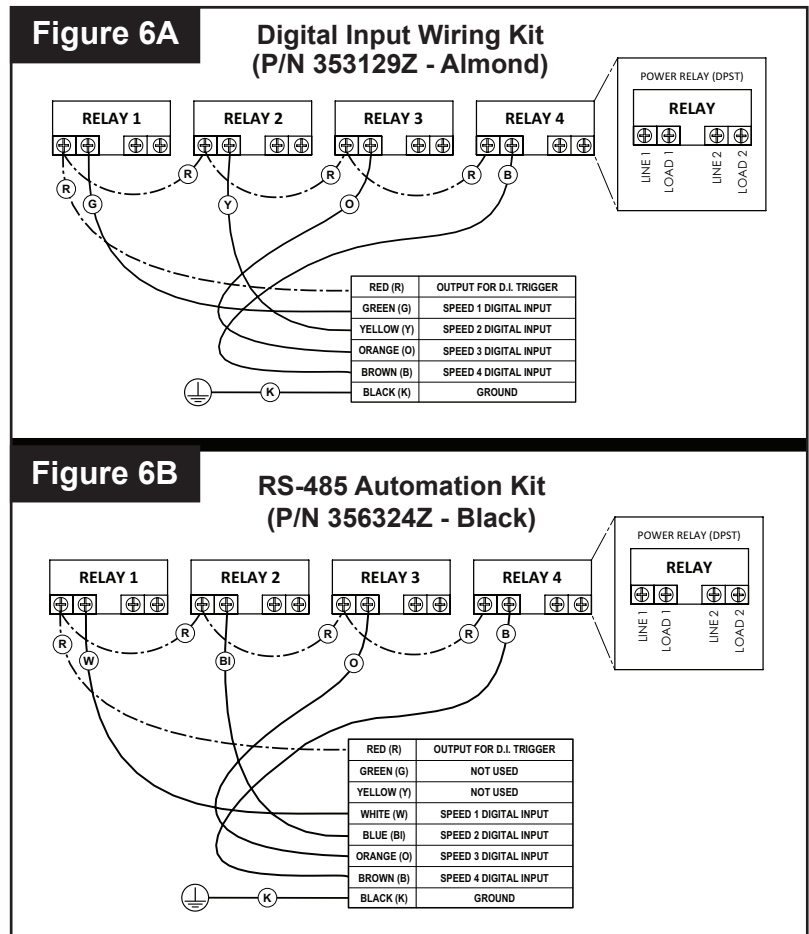 Figure 6A
Digital Input Wiring Kit
(P/N 353129Z - Almond)
POWER RELAY (DPST)
RELAY
LINE 1
LOAD 1
LINE 2
LOAD 2
RELAY 1
RELAY 2
RELAY 3
RELAY 4
R
R
R
R
G
Y
O
B
RED (R) OUTPUT FOR D.I. TRIGGER
GREEN (G) SPEED 1 DIGITAL INPUT
YELLOW (Y) SPEED 2 DIGITAL INPUT
ORANGE (O) SPEED 3 DIGITAL INPUT
BROWN (B) SPEED 4 DIGITAL INPUT
K
BLACK (K) GROUND
Figure 6B
RS-485 Automation Kit
(P/N 356324Z - Black)
POWER RELAY (DPST)
RELAY
LINE 1
LOAD 1
LINE 2
LOAD 2
RELAY 1
RELAY 2
RELAY 3
RELAY 4
R
R
R
R
W
Bl
O
B
RED (R) OUTPUT FOR D.I. TRIGGER
GREEN (G) NOT USED
YELLOW (Y) NOT USED
WHITE (W) SPEED 1 DIGITAL INPUT
BLUE (Bl) SPEED 2 DIGITAL INPUT
ORANGE (O) SPEED 3 DIGITAL INPUT
BROWN (B) SPEED 4 DIGITAL INPUT
K
BLACK (K) GROUND